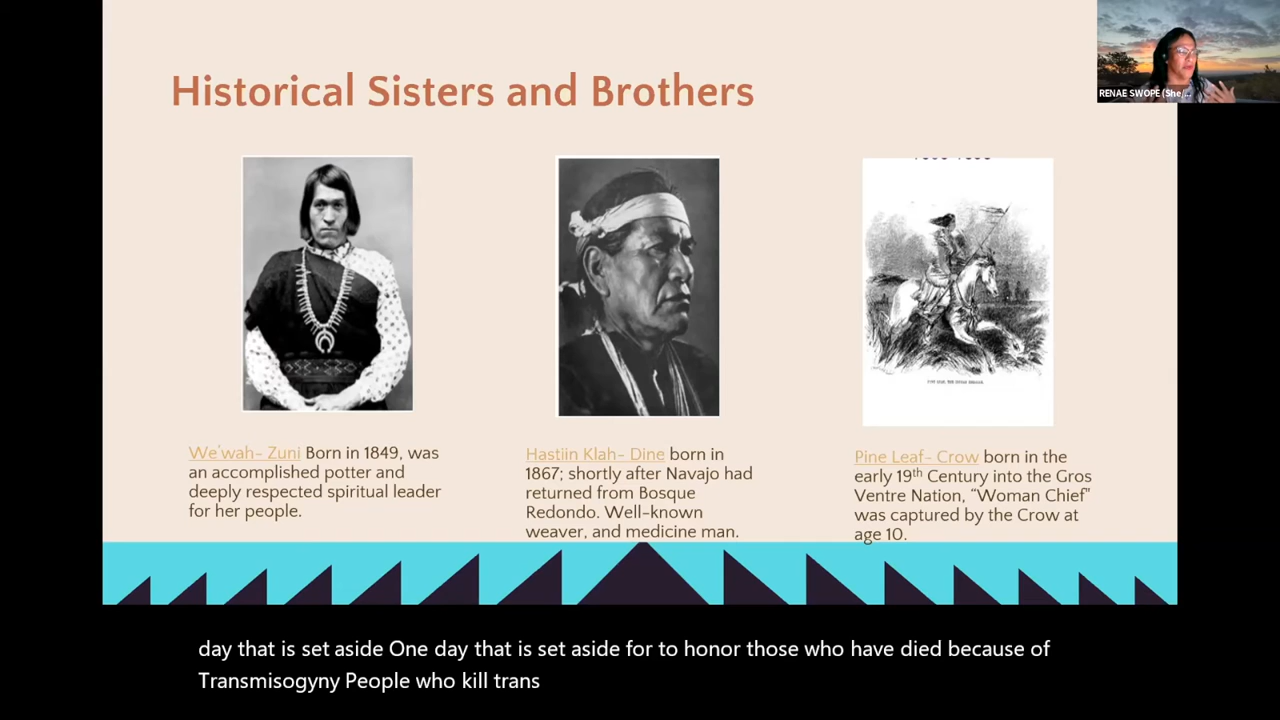 Historical Sisters and Brothers
RENAE SWOPE (She/...
We'wah- Zuni Born in 1849, was
an accomplished potter and
deeply respected spiritual leader
for her people.
Hastiin Klah- Dine born in
1867; shortly after Navajo had
returned from Bosque
Redondo. Well-known
weaver, and medicine man.
Pine Leaf- Crow born in the
early 19th Century into the Gros
Ventre Nation, “Woman Chief"
was captured by the Crow at
age 10.
day that is set aside One day that is set aside for to honor those who have died because of
Transmisogyny People who kill trans